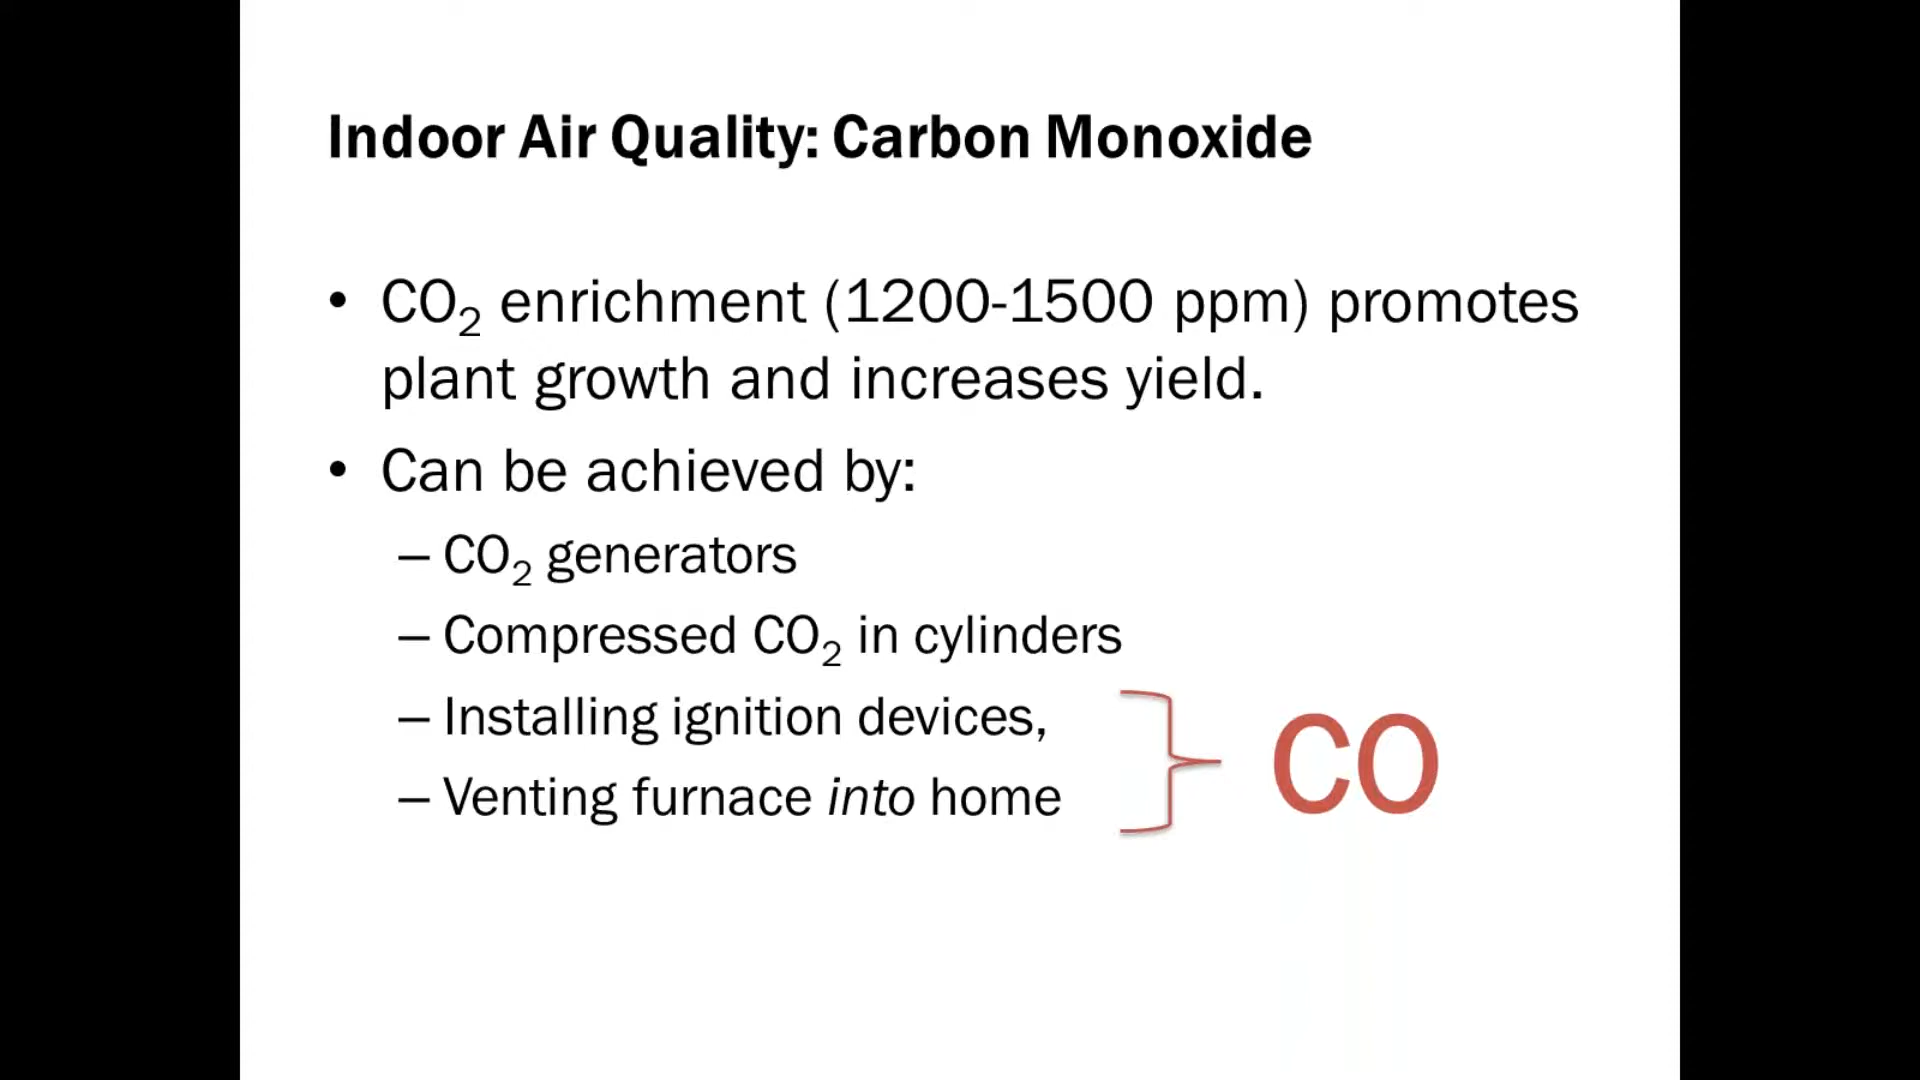 Indoor Air Quality: Carbon Monoxide
• CO₂ enrichment (1200-1500 ppm) promotes
plant growth and increases yield.
• Can be achieved by:
– CO₂ generators
– Compressed CO₂ in cylinders
– Installing ignition devices,
– Venting furnace into home
CO